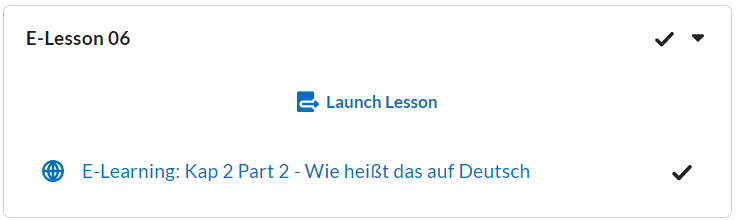 E-Lesson 06
Launch Lesson
E-Learning: Kap 2 Part 2 - Wie heißt das auf Deutsch